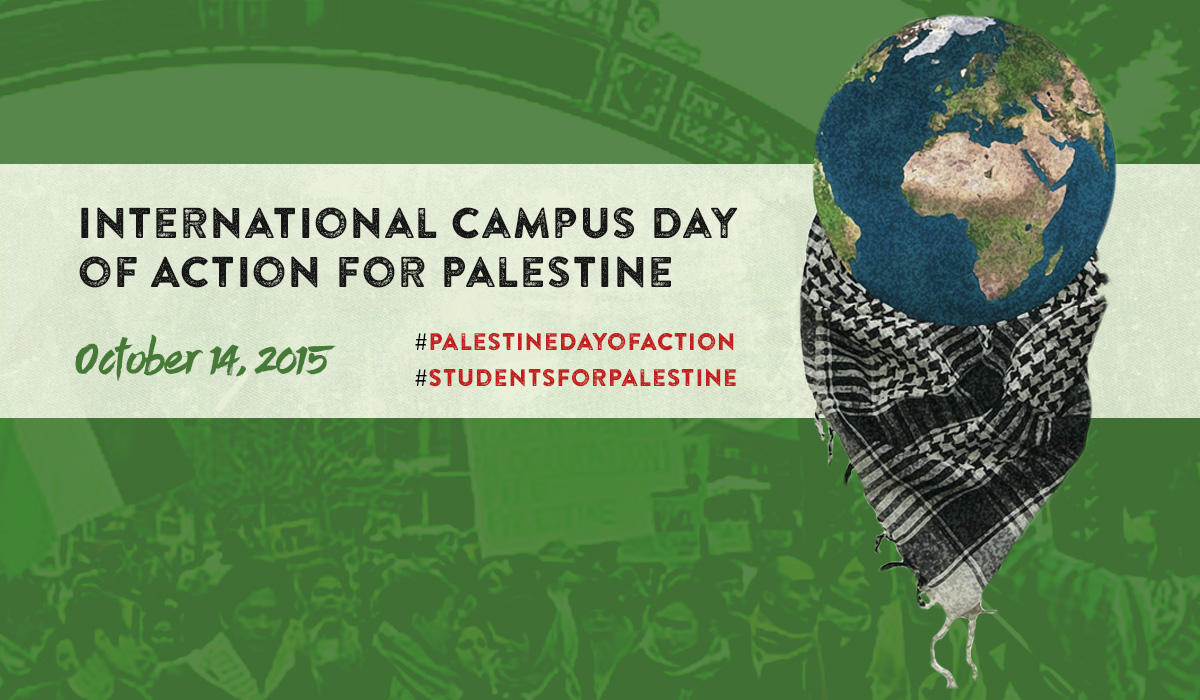 INTERNATIONAL CAMPUS DAY
OF ACTION FOR PALESTINE
October 14, 2015
#PALESTINEDAYOFACTION
#STUDENTSFORPALESTINE